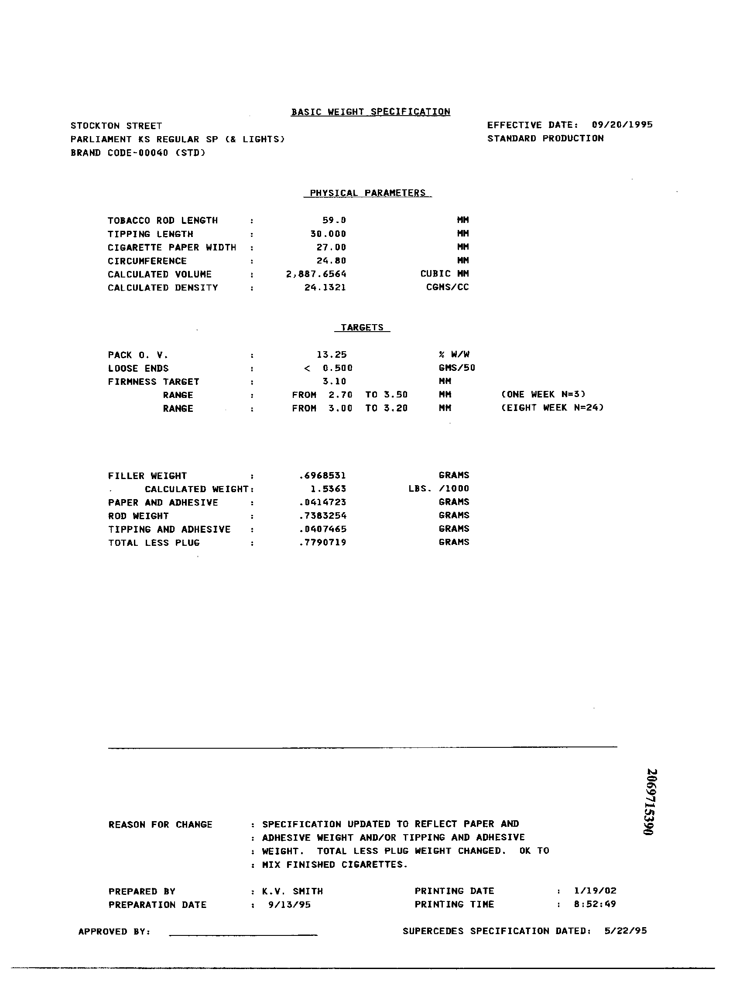 BASIC WEIGHT SPECIFICATION
STOCKTON STREET EFFECTIVE DATE: 09/20/1995
PARLIAMENT KS REGULAR SP (& LIGHTS) STANDARD PRODUCTION
BRAND CODE-00040 (STD)
PHYSICAL PARAMETERS
TOBACCO ROD LENGTH : 59.0 MM
TIPPING LENGTH : 30.000 MM
CIGARETTE PAPER WIDTH : 27.00 MM
CIRCUMFERENCE : 24.80 MM
CALCULATED VOLUME : 2,887.6564 CUBIC MM
CALCULATED DENSITY : 24.1321 CGMS/CC
TARGETS
PACK O. V. : 13.25 % W/W
LOOSE ENDS : < 0.500 GMS/50
FIRMNESS TARGET : 3.10 MM
RANGE : FROM 2.70 TO 3.50 MM (ONE WEEK N=3)
RANGE : FROM 3.00 TO 3.20 MM (EIGHT WEEK N=24)
FILLER WEIGHT : .6968531 GRAMS
CALCULATED WEIGHT: 1.5363 LBS. /1000
PAPER AND ADHESIVE : .0414723 GRAMS
ROD WEIGHT : .7383254 GRAMS
TIPPING AND ADHESIVE : .0407465 GRAMS
TOTAL LESS PLUG : .7790719 GRAMS
2069715390
REASON FOR CHANGE : SPECIFICATION UPDATED TO REFLECT PAPER AND
: ADHESIVE WEIGHT AND/OR TIPPING AND ADHESIVE
: WEIGHT. TOTAL LESS PLUG WEIGHT CHANGED. OK TO
: MIX FINISHED CIGARETTES.
PREPARED BY : K.V. SMITH PRINTING DATE : 1/19/02
PREPARATION DATE : 9/13/95 PRINTING TIME : 8:52:49
APPROVED BY: SUPERCEDES SPECIFICATION DATED: 5/22/95